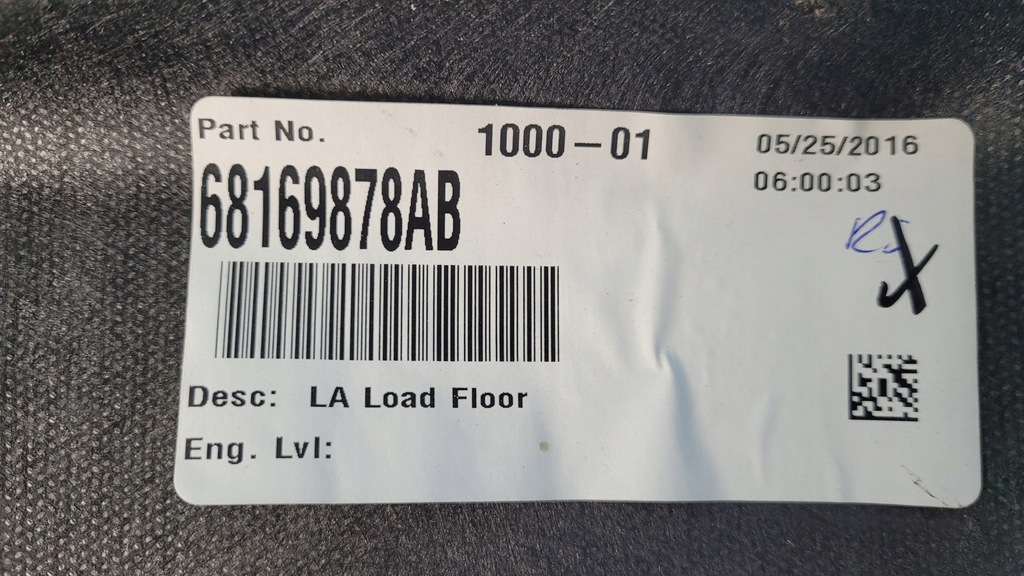 Part No. 1000-01 05/25/2016
68169878AB 06:00:03
Desc: LA Load Floor
Eng. Lvl: